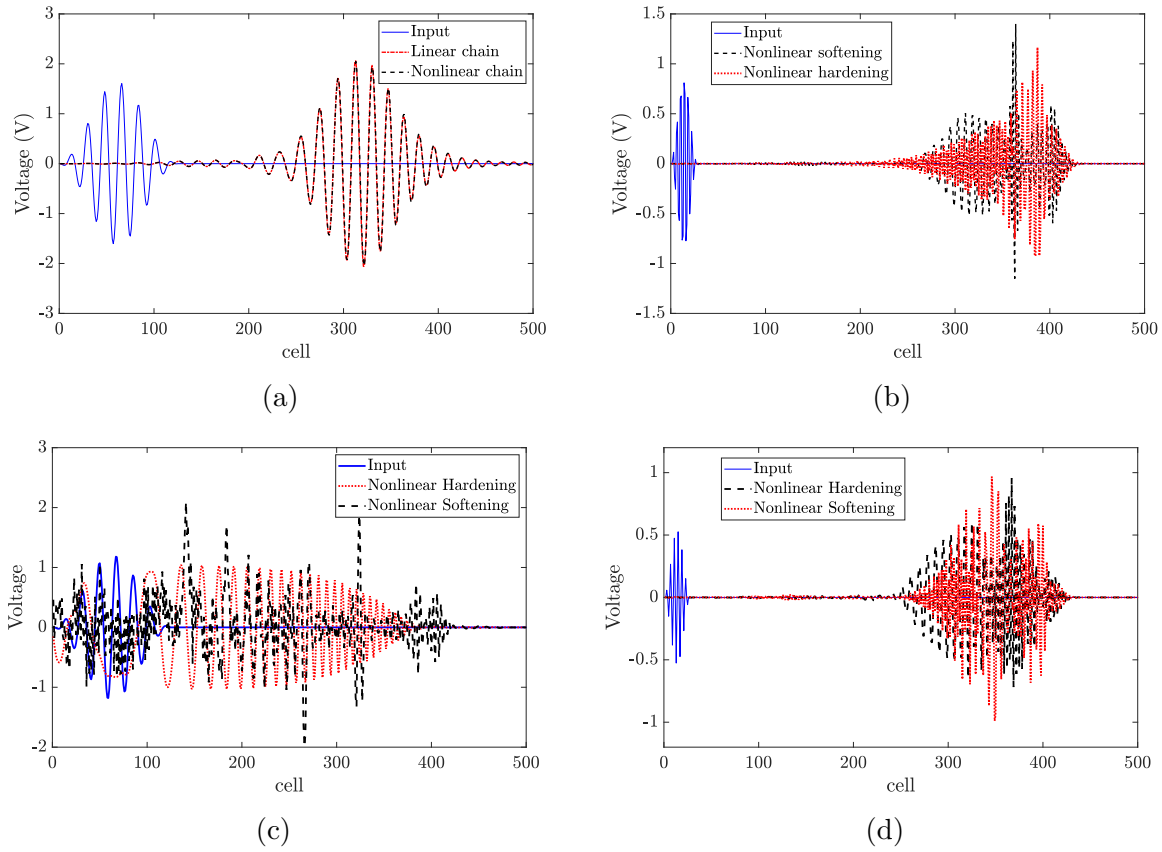 3
2
1
0
-1
-2
-3
Voltage (V)
0
100
200
300
400
500
cell
Input
Linear chain
Nonlinear chain
(a)
1.5
1
0.5
0
-0.5
-1
-1.5
Voltage (V)
0
100
200
300
400
500
cell
Input
Nonlinear softening
Nonlinear hardening
(b)
3
2
1
0
-1
-2
Voltage
0
100
200
300
400
500
cell
Input
Nonlinear Hardening
Nonlinear Softening
(c)
1
0.5
0
-0.5
-1
Voltage
0
100
200
300
400
500
cell
Input
Nonlinear Hardening
Nonlinear Softening
(d)